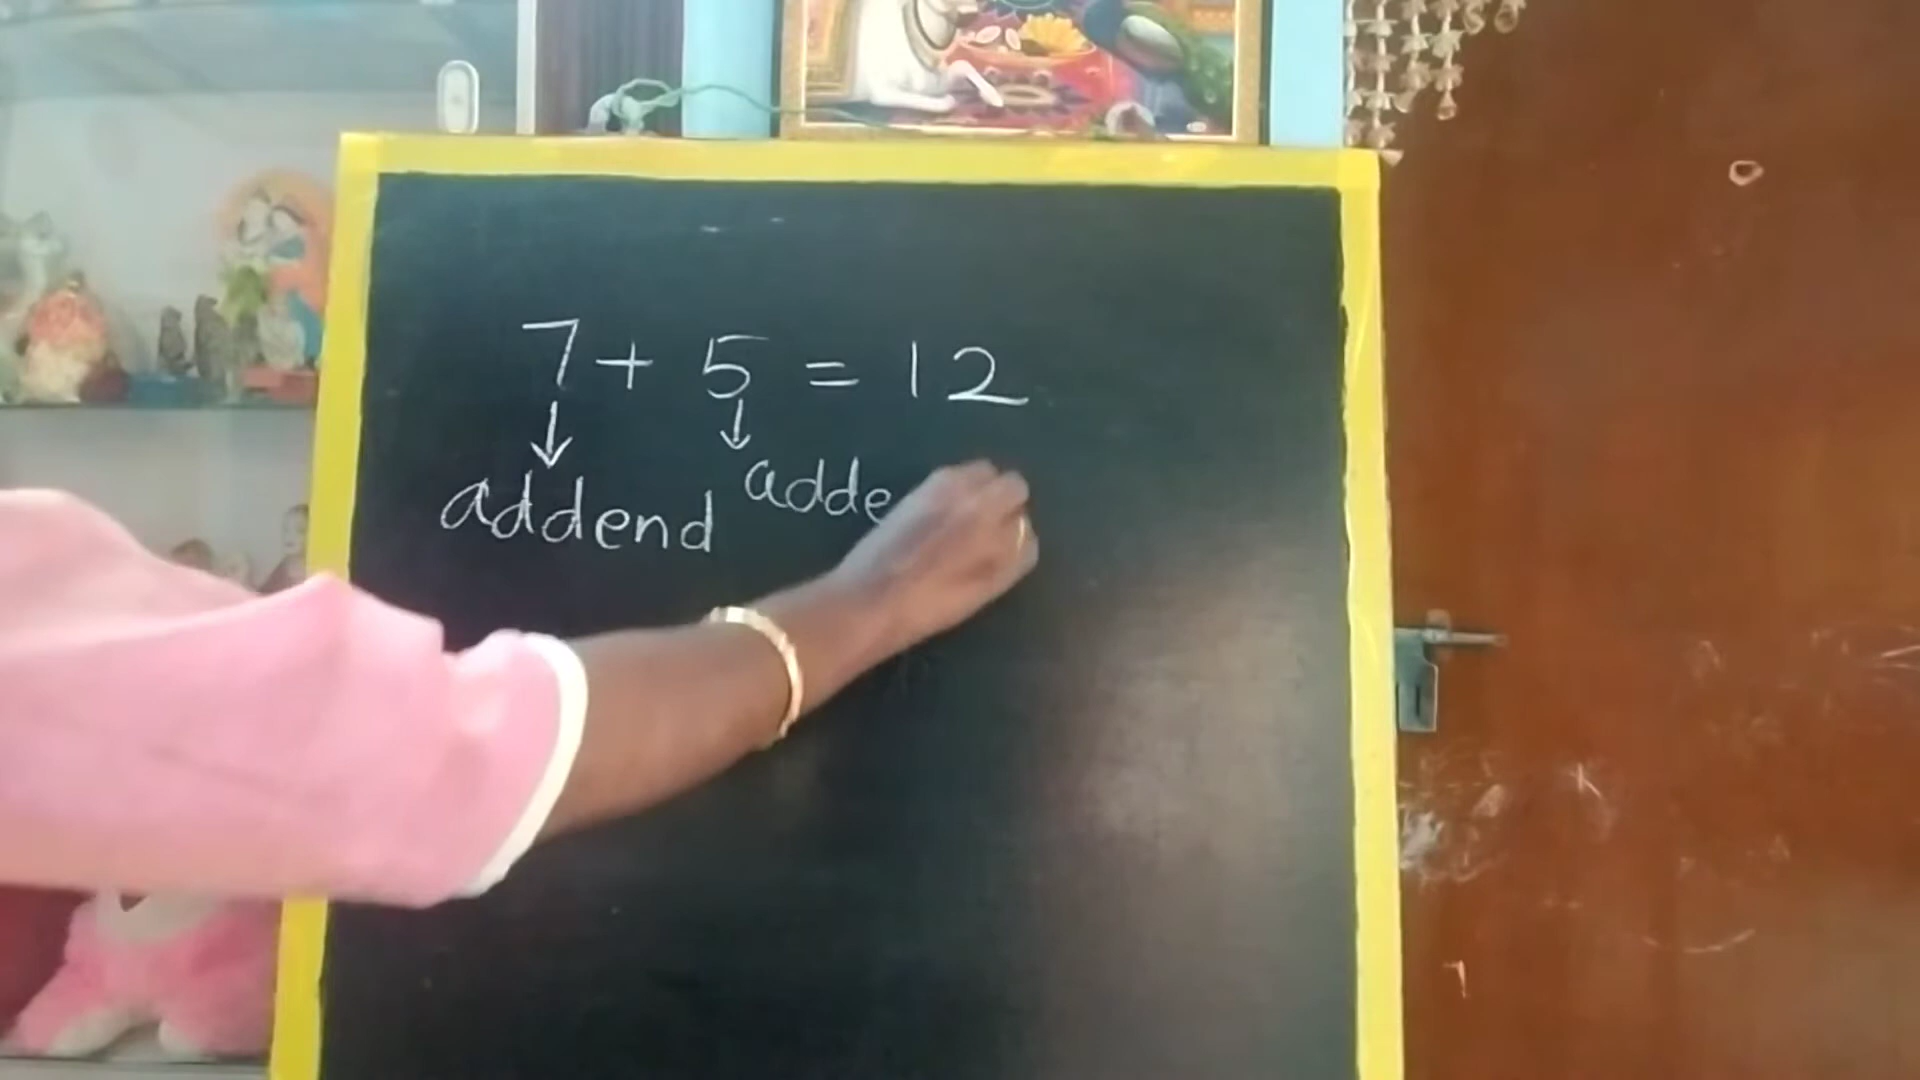 7 + 5 = 12
↓ ↓
addend adde